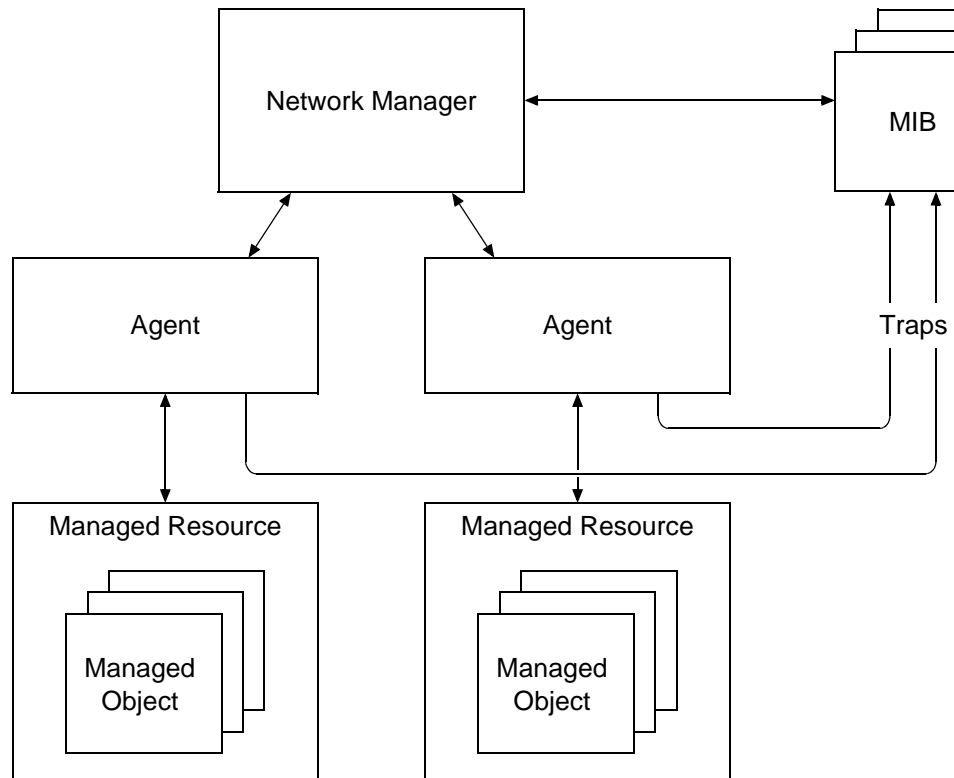 Network Manager
MIB
Agent
Agent
Traps
Managed Resource
Managed Resource
Managed
Object
Managed
Object